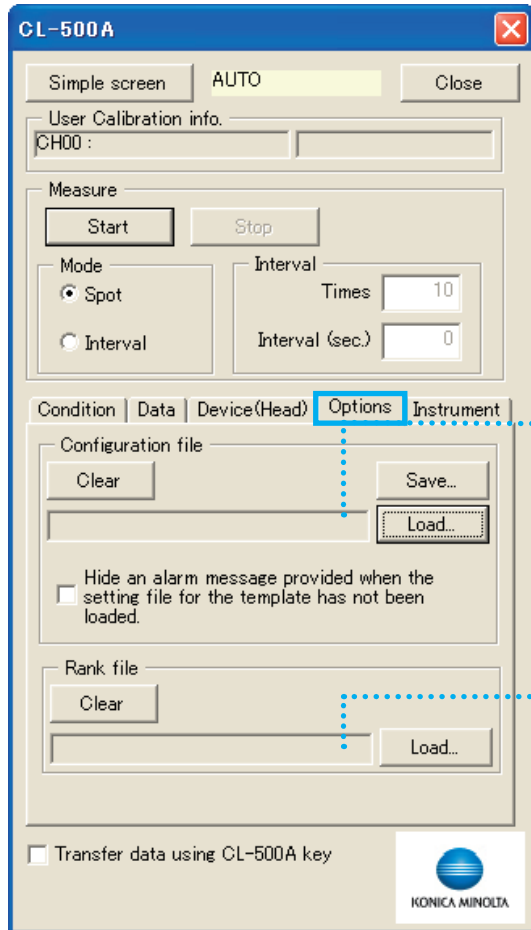 CL-500A
Simple screen AUTO Close
User Calibration info.
CH00 :
Measure
Start Stop
Mode Interval
Spot Times 10
Interval Interval (sec.) 0
Condition Data Device(Head) Options Instrument
Configuration file
Clear Save...
Load...
Hide an alarm message provided when the
setting file for the template has not been
loaded.
Rank file
Clear
Load...
Transfer data using CL-500A key
KONICA MINOLTA